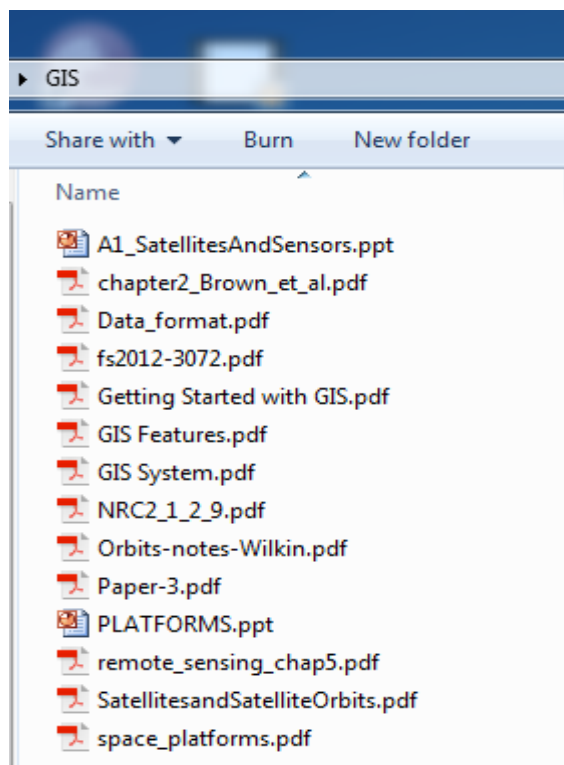 GIS
Share with Burn New folder
Name
A1_SatellitesAndSensors.ppt
chapter2_Brown_et_al.pdf
Data_format.pdf
fs2012-3072.pdf
Getting Started with GIS.pdf
GIS Features.pdf
GIS System.pdf
NRC2_1_2_9.pdf
Orbits-notes-Wilkin.pdf
Paper-3.pdf
PLATFORMS.ppt
remote_sensing_chap5.pdf
SatellitesandSatelliteOrbits.pdf
space_platforms.pdf